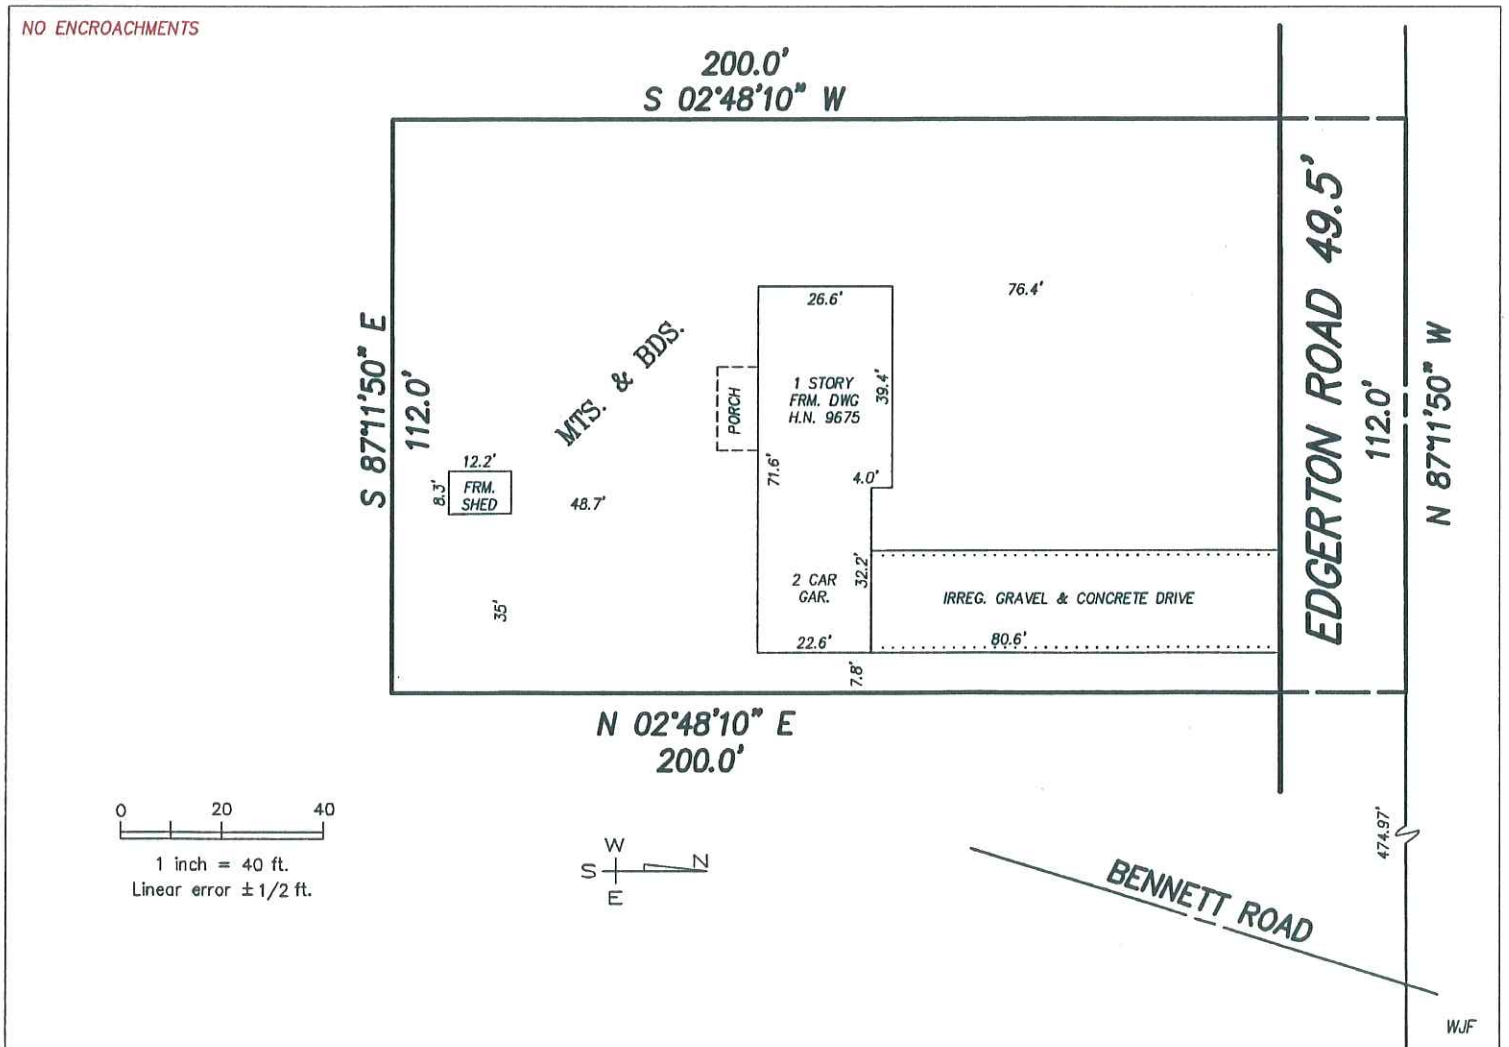 NO ENCROACHMENTS
200.0'
S 02°48'10" W
S 87°11'50" E
112.0'
MTS. & BDS.
12.2'
8.3'
FRM.
SHED
48.7'
35'
26.6'
76.4'
PORCH
1 STORY
FRM. DWG
H.N. 9675
39.4'
71.6'
4.0'
2 CAR
GAR.
32.2'
22.6'
7.8'
IRREG. GRAVEL & CONCRETE DRIVE
80.6'
EDGERTON ROAD 49.5'
112.0'
N 87°11'50" W
N 02°48'10" E
200.0'
0 20 40
1 inch = 40 ft.
Linear error ± 1/2 ft.
W
S N
E
474.97'
BENNETT ROAD
WJF